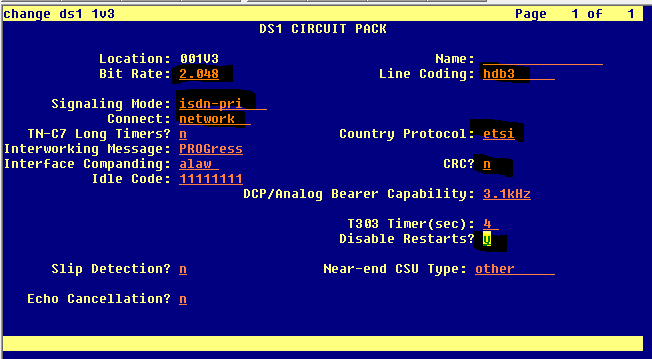 change ds1 1v3 Page 1 of 1
DS1 CIRCUIT PACK
Location: 001V3 Name:
Bit Rate: 2.048 Line Coding: hdb3
Signaling Mode: isdn-pri
Connect: network
TN-C7 Long Timers? n Country Protocol: etsi
Interworking Message: PROGress
Interface Companding: alaw CRC? n
Idle Code: 11111111
DCP/Analog Bearer Capability: 3.1kHz
T303 Timer(sec): 4
Disable Restarts? y
Slip Detection? n Near-end CSU Type: other
Echo Cancellation? n